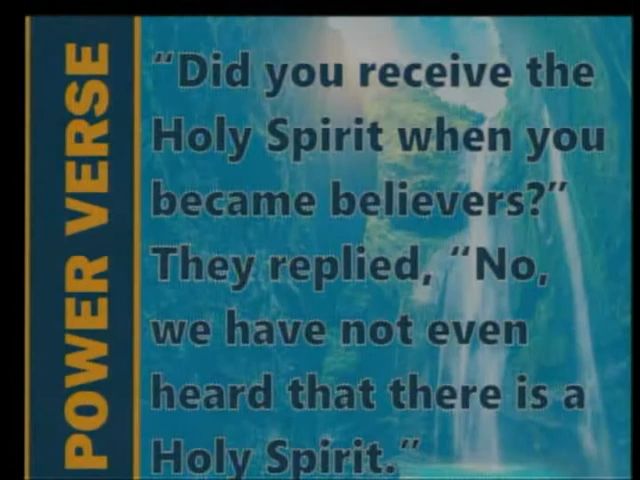 POWER VERSE
“Did you receive the
Holy Spirit when you
became believers?”
They replied, “No,
we have not even
heard that there is a
Holy Spirit.”